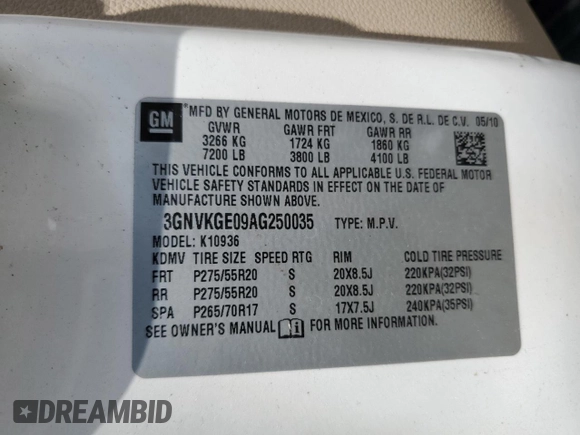 GM ® MFD BY GENERAL MOTORS DE MEXICO, S. DE R.L. DE C.V. 05/10
GVWR GAWR FRT GAWR RR
3266 KG 1724 KG 1860 KG
7200 LB 3800 LB 4100 LB
THIS VEHICLE CONFORMS TO ALL APPLICABLE U.S. FEDERAL MOTOR
VEHICLE SAFETY STANDARDS IN EFFECT ON THE DATE OF
MANUFACTURE SHOWN ABOVE.
3GNVKGE09AG250035 TYPE: M.P.V.
MODEL: K10936
KDMV TIRE SIZE SPEED RTG RIM COLD TIRE PRESSURE
FRT P275/55R20 S 20X8.5J 220KPA(32PSI)
RR P275/55R20 S 20X8.5J 220KPA(32PSI)
SPA P265/70R17 S 17X7.5J 240KPA(35PSI)
SEE OWNER'S MANUAL i FOR MORE INFORMATION.
DREAMBID